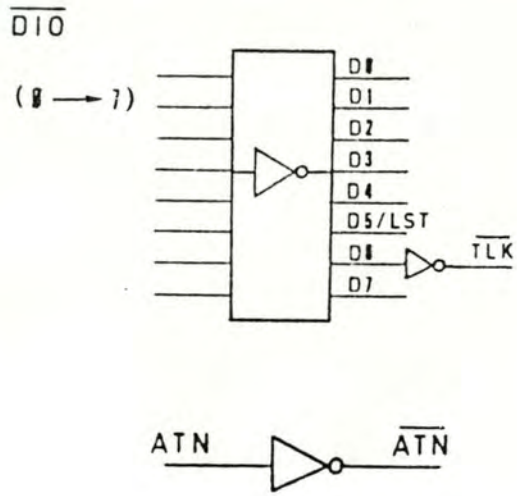 DIO
(0 → 7)
D0
D1
D2
D3
D4
D5/LST
D6
TLK
D7
ATN
ATN